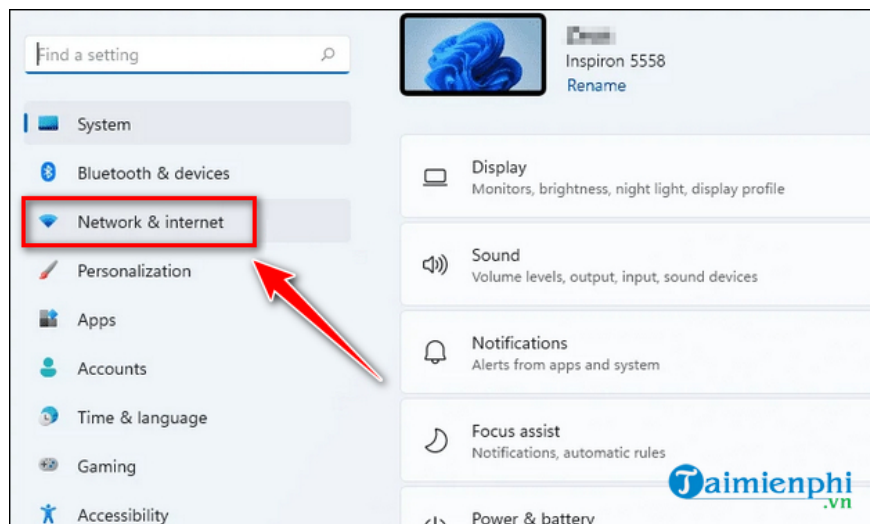 Find a setting
Inspiron 5558
Rename
System
Bluetooth & devices
Network & internet
Personalization
Apps
Accounts
Time & language
Gaming
Accessibility
Display
Monitors, brightness, night light, display profile
Sound
Volume levels, output, input, sound devices
Notifications
Alerts from apps and system
Focus assist
Notifications, automatic rules
Power & battery
Taimienphi
.vn